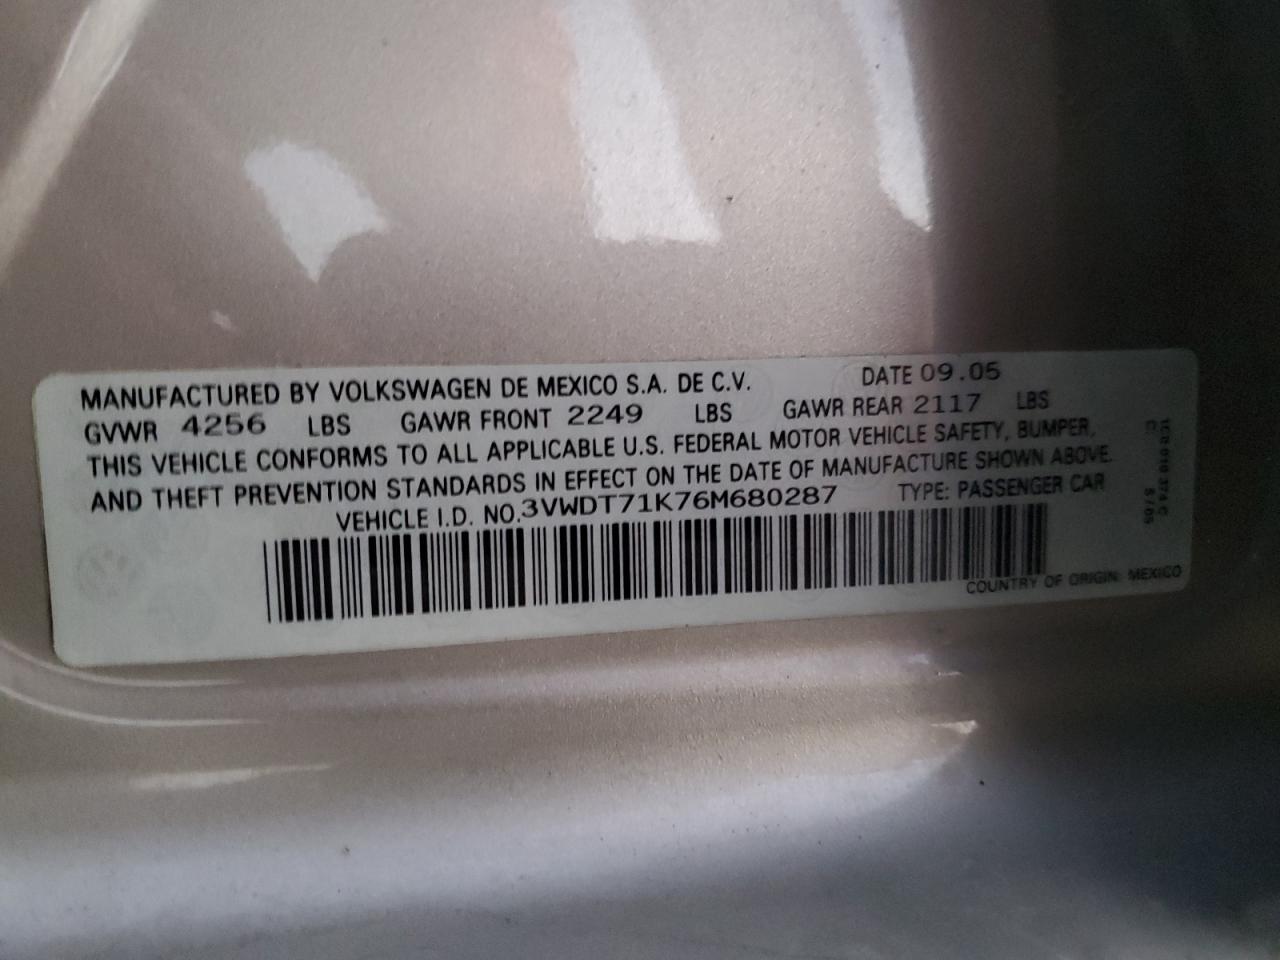 MANUFACTURED BY VOLKSWAGEN DE MEXICO S.A. DE C.V. DATE 09.05
GVWR 4256 LBS GAWR FRONT 2249 LBS GAWR REAR 2117 LBS
THIS VEHICLE CONFORMS TO ALL APPLICABLE U.S. FEDERAL MOTOR VEHICLE SAFETY, BUMPER,
AND THEFT PREVENTION STANDARDS IN EFFECT ON THE DATE OF MANUFACTURE SHOWN ABOVE.
VEHICLE I.D. NO.3VWDT71K76M680287 TYPE: PASSENGER CAR
COUNTRY OF ORIGIN: MEXICO